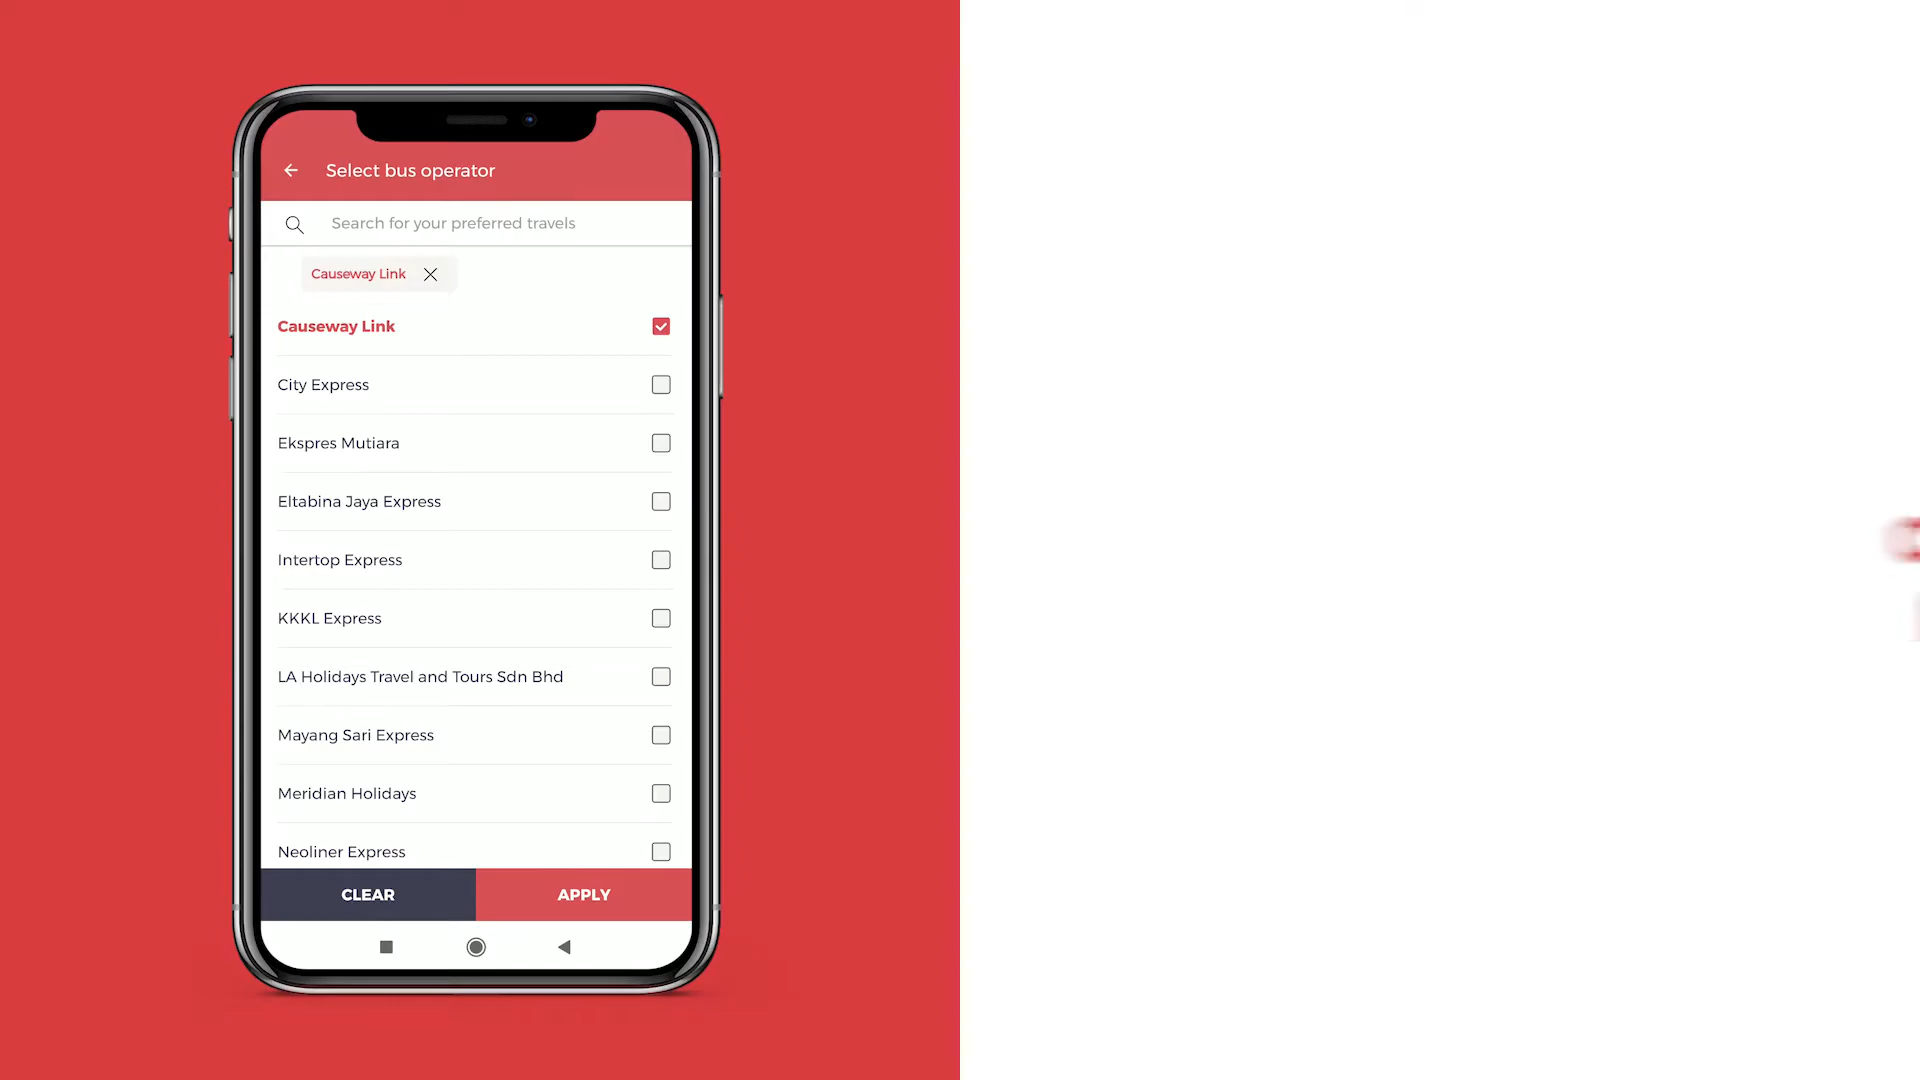 Select bus operator
Search for your preferred travels
Causeway Link
Causeway Link
City Express
Ekspres Mutiara
Eltabina Jaya Express
Intertop Express
KKKL Express
LA Holidays Travel and Tours Sdn Bhd
Mayang Sari Express
Meridian Holidays
Neoliner Express
CLEAR
APPLY